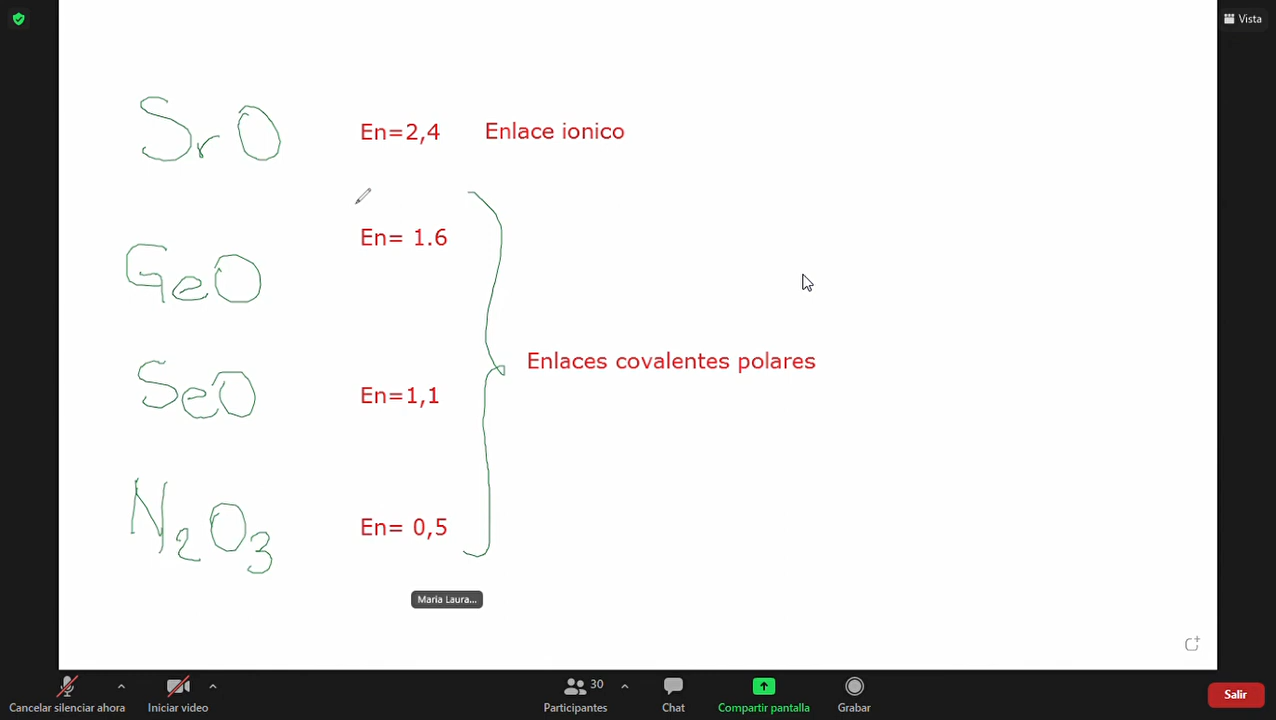 Vista
SrO En=2,4 Enlace ionico
En= 1.6
GeO
Enlaces covalentes polares
SeO En=1,1
N2O3 En= 0,5
Maria Laura...
Cancelar silenciar ahora
Iniciar video
30
Participantes
Chat
Compartir pantalla
Grabar
Salir